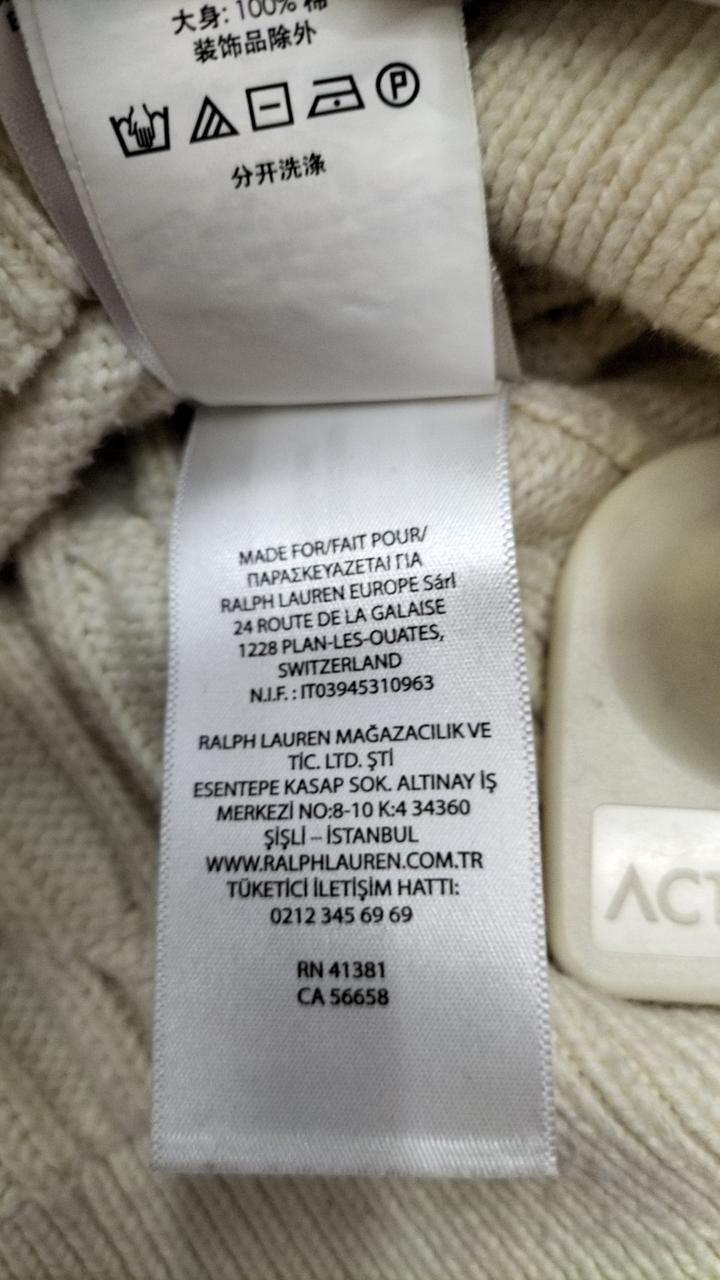 大身: 100% 棉
装饰品除外
P
分开洗涤
MADE FOR/FAIT POUR/
ΠΑΡΑΣΚΕΥΑΖΕΤΑΙ ΓΙΑ
RALPH LAUREN EUROPE Sárl
24 ROUTE DE LA GALAISE
1228 PLAN-LES-OUATES,
SWITZERLAND
N.I.F. : IT03945310963
RALPH LAUREN MAĞAZACILIK VE
TİC. LTD. ŞTİ
ESENTEPE KASAP SOK. ALTINAY İŞ
MERKEZİ NO:8-10 K:4 34360
ŞİŞLİ – İSTANBUL
WWW.RALPHLAUREN.COM.TR
TÜKETİCİ İLETİŞİM HATTI:
0212 345 69 69
RN 41381
CA 56658